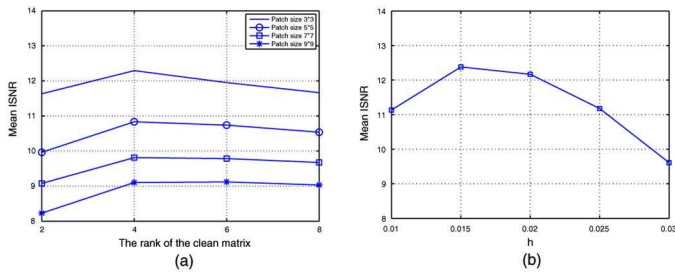 14
13
12
11
10
9
8
Mean ISNR
2
4
6
8
The rank of the clean matrix
Patch size 3*3
Patch size 5*5
Patch size 7*7
Patch size 9*9
(a)
14
13
12
11
10
9
8
Mean ISNR
0.01
0.015
0.02
0.025
0.03
h
(b)